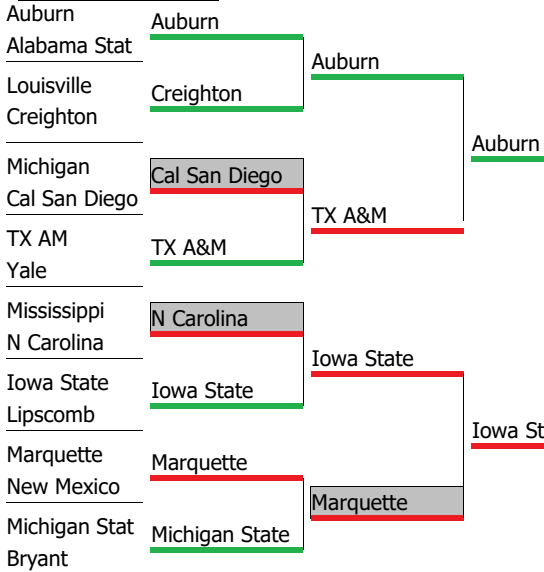 Auburn
Alabama Stat
Louisville
Creighton
Michigan
Cal San Diego
TX AM
Yale
Mississippi
N Carolina
Iowa State
Lipscomb
Marquette
New Mexico
Michigan Stat
Bryant
Auburn
Creighton
Cal San Diego
TX A&M
N Carolina
Iowa State
Marquette
Michigan State
Auburn
TX A&M
Iowa State
Marquette
Auburn
Iowa St